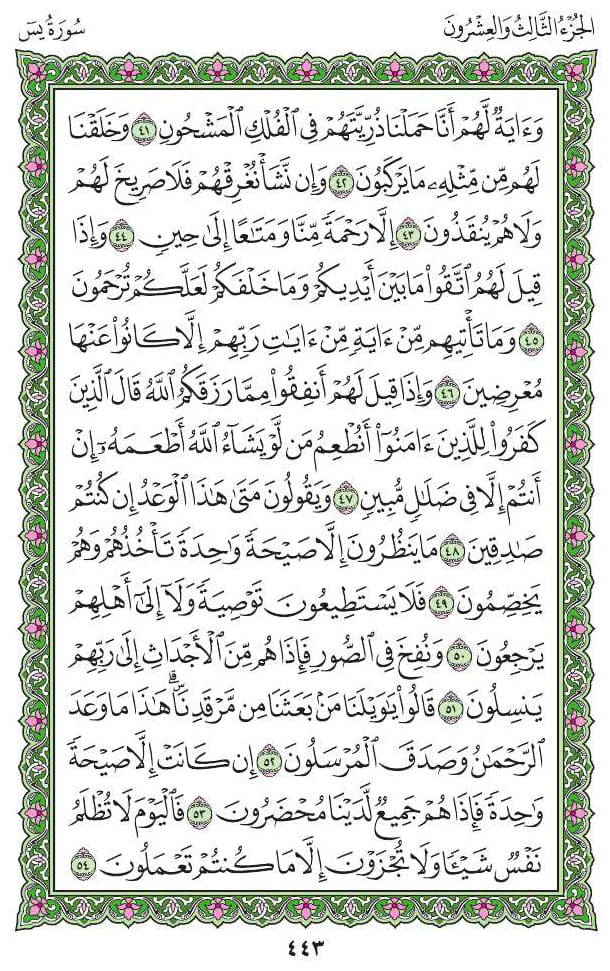 الجُزْءُ الثَّالِثُ وَالعِشْرُونَ
سُورَةُ يسٓ
وَءَايَةٌ لَّهُمْ أَنَّا حَمَلْنَا ذُرِّيَّتَهُمْ فِي ٱلْفُلْكِ ٱلْمَشْحُونِ ٤١ وَخَلَقْنَا
لَهُم مِّن مِّثْلِهِۦ مَا يَرْكَبُونَ ٤٢ وَإِن نَّشَأْ نُغْرِقْهُمْ فَلَا صَرِيخَ لَهُمْ
وَلَا هُمْ يُنقَذُونَ ٤٣ إِلَّا رَحْمَةً مِّنَّا وَمَتَٰعًا إِلَىٰ حِينٍ ٤٤ وَإِذَا
قِيلَ لَهُمُ ٱتَّقُوا۟ مَا بَيْنَ أَيْدِيكُمْ وَمَا خَلْفَكُمْ لَعَلَّكُمْ تُرْحَمُونَ
٤٥ وَمَا تَأْتِيهِم مِّنْ ءَايَةٍ مِّنْ ءَايَٰتِ رَبِّهِمْ إِلَّا كَانُوا۟ عَنْهَا
مُعْرِضِينَ ٤٦ وَإِذَا قِيلَ لَهُمْ أَنفِقُوا۟ مِمَّا رَزَقَكُمُ ٱللَّهُ قَالَ ٱلَّذِينَ
كَفَرُوا۟ لِلَّذِينَ ءَامَنُوٓا۟ أَنُطْعِمُ مَن لَّوْ يَشَآءُ ٱللَّهُ أَطْعَمَهُۥٓ إِنْ
أَنتُمْ إِلَّا فِي ضَلَٰلٍ مُّبِينٍ ٤٧ وَيَقُولُونَ مَتَىٰ هَٰذَا ٱلْوَعْدُ إِن كُنتُمْ
صَٰدِقِينَ ٤٨ مَا يَنظُرُونَ إِلَّا صَيْحَةً وَٰحِدَةً تَأْخُذُهُمْ وَهُمْ
يَخِصِّمُونَ ٤٩ فَلَا يَسْتَطِيعُونَ تَوْصِيَةً وَلَآ إِلَىٰٓ أَهْلِهِمْ
يَرْجِعُونَ ٥٠ وَنُفِخَ فِي ٱلصُّورِ فَإِذَا هُم مِّنَ ٱلْأَجْدَاثِ إِلَىٰ رَبِّهِمْ
يَنسِلُونَ ٥١ قَالُوا۟ يَٰوَيْلَنَا مَنۢ بَعَثَنَا مِن مَّرْقَدِنَا ۜ ۗ هَٰذَا مَا وَعَدَ
ٱلرَّحْمَٰنُ وَصَدَقَ ٱلْمُرْسَلُونَ ٥٢ إِن كَانَتْ إِلَّا صَيْحَةً
وَٰحِدَةً فَإِذَا هُمْ جَمِيعٌ لَّدَيْنَا مُحْضَرُونَ ٥٣ فَٱلْيَوْمَ لَا تُظْلَمُ
نَفْسٌ شَيْـًٔا وَلَا تُجْزَوْنَ إِلَّا مَا كُنتُمْ تَعْمَلُونَ ٥٤
٤٤٣